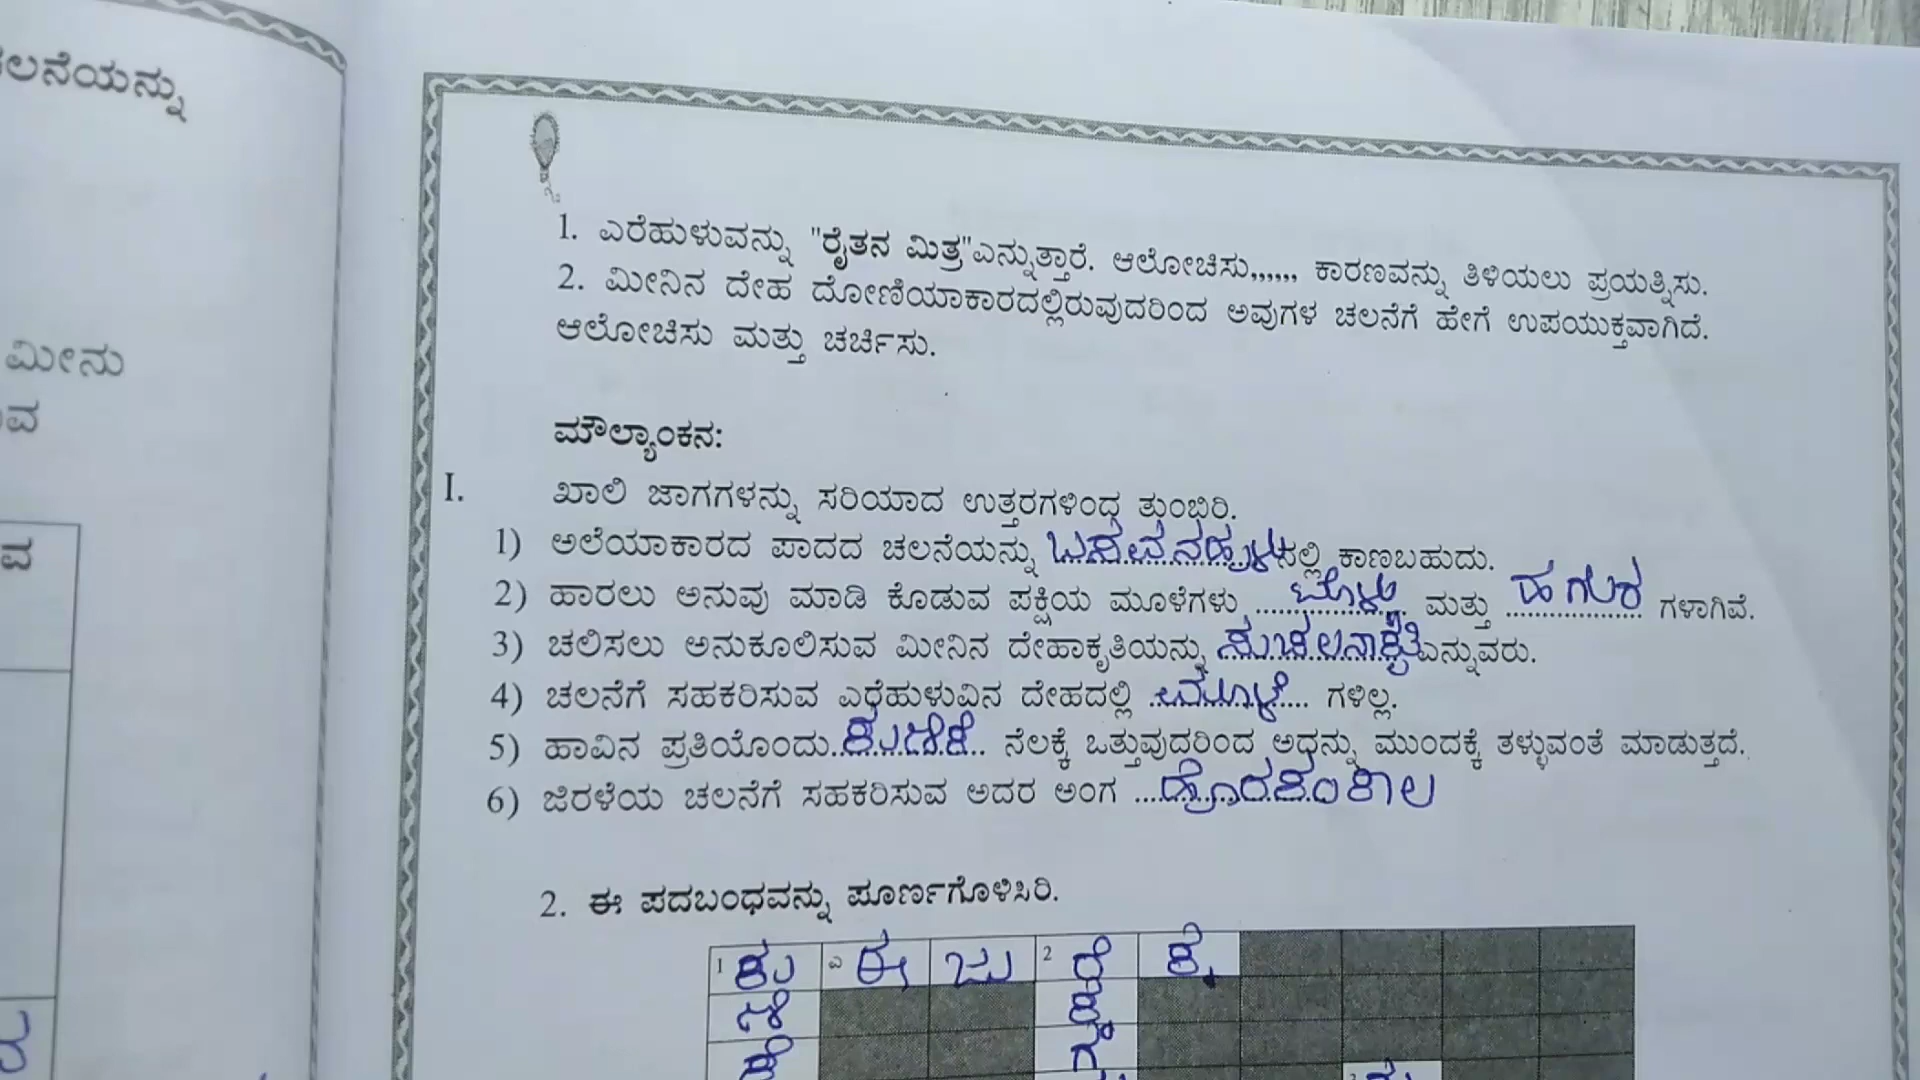 ಲನೆಯನ್ನು
ಮೀನು
ವ
ವ
1. ಎರೆಹುಳುವನ್ನು "ರೈತನ ಮಿತ್ರ"ಎನ್ನುತ್ತಾರೆ. ಆಲೋಚಿಸು,,,,,, ಕಾರಣವನ್ನು ತಿಳಿಯಲು ಪ್ರಯತ್ನಿಸು.
2. ಮೀನಿನ ದೇಹ ದೋಣಿಯಾಕಾರದಲ್ಲಿರುವುದರಿಂದ ಅವುಗಳ ಚಲನೆಗೆ ಹೇಗೆ ಉಪಯುಕ್ತವಾಗಿದೆ.
ಆಲೋಚಿಸು ಮತ್ತು ಚರ್ಚಿಸು.
ಮೌಲ್ಯಾಂಕನ:
I. ಖಾಲಿ ಜಾಗಗಳನ್ನು ಸರಿಯಾದ ಉತ್ತರಗಳಿಂದ ತುಂಬಿರಿ.
1) ಅಲೆಯಾಕಾರದ ಪಾದದ ಚಲನೆಯನ್ನು ಬಸವನಹುಳುನಲ್ಲಿ ಕಾಣಬಹುದು.
2) ಹಾರಲು ಅನುವು ಮಾಡಿ ಕೊಡುವ ಪಕ್ಷಿಯ ಮೂಳೆಗಳು ಟೊಳ್ಳು ಮತ್ತು ಹಗುರ ಗಳಾಗಿವೆ.
3) ಚಲಿಸಲು ಅನುಕೂಲಿಸುವ ಮೀನಿನ ದೇಹಾಕೃತಿಯನ್ನು ಸುಚಲನಾಕೃತಿ ಎನ್ನುವರು.
4) ಚಲನೆಗೆ ಸಹಕರಿಸುವ ಎರೆಹುಳುವಿನ ದೇಹದಲ್ಲಿ ಮೂಳೆ ಗಳಿಲ್ಲ.
5) ಹಾವಿನ ಪ್ರತಿಯೊಂದು ಕುಣಿಕೆ ನೆಲಕ್ಕೆ ಒತ್ತುವುದರಿಂದ ಅದನ್ನು ಮುಂದಕ್ಕೆ ತಳ್ಳುವಂತೆ ಮಾಡುತ್ತದೆ.
6) ಜಿರಳೆಯ ಚಲನೆಗೆ ಸಹಕರಿಸುವ ಅದರ ಅಂಗ ಹೊರಕಂಕಾಲ
2. ಈ ಪದಬಂಧವನ್ನು ಪೂರ್ಣಗೊಳಿಸಿರಿ.
1 ಕು ಎ ಈ ಜು 2 ರೆ ಕೆ
ಣಿ ಕ್ಕೆ
ಕೆ ಗ